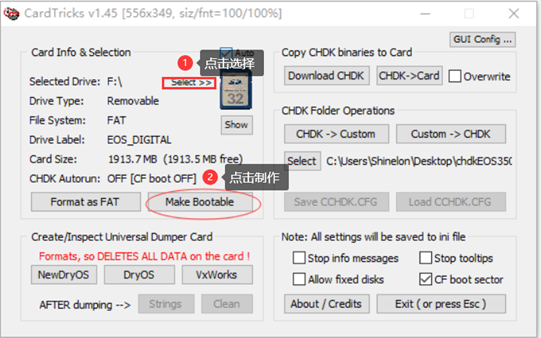 CardTricks v1.45 [556x349, siz/fnt=100/100%]
GUI Config ...
Card Info & Selection
Auto
1 点击选择
Selected Drive: F:\
Select >>
32
Drive Type: Removable
File System: FAT
Drive Label: EOS_DIGITAL
Show
Card Size: 1913.7 MB (1913.5 MB free)
CHDK Autorun: OFF [CF boot OFF]
2 点击制作
Format as FAT
Make Bootable
Copy CHDK binaries to Card
Download CHDK
CHDK->Card
Overwrite
CHDK Folder Operations
CHDK -> Custom
Custom -> CHDK
Select
C:\Users\Shinelon\Desktop\chdkEOS350
Save CCHDK.CFG
Load CCHDK.CFG
Create/Inspect Universal Dumper Card
Formats, so DELETES ALL DATA on the card !
NewDryOS
DryOS
VxWorks
AFTER dumping -->
Strings
Clean
Note: All settings will be saved to ini file
Stop info messages
Stop tooltips
Allow fixed disks
CF boot sector
About / Credits
Exit ( or press Esc )